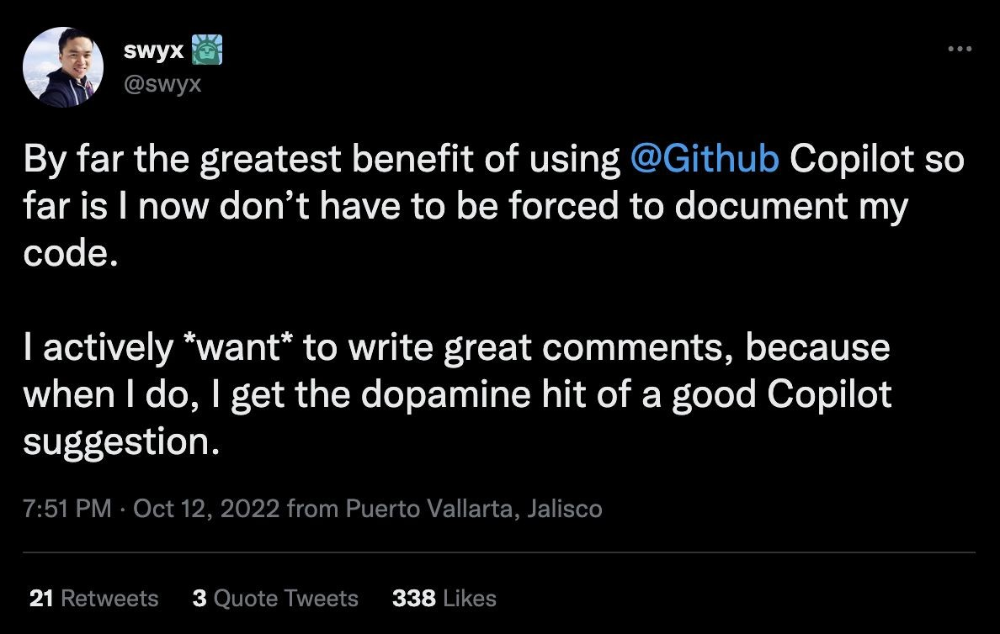 swyx
@swyx
By far the greatest benefit of using @Github Copilot so
far is I now don’t have to be forced to document my
code.
I actively *want* to write great comments, because
when I do, I get the dopamine hit of a good Copilot
suggestion.
7:51 PM · Oct 12, 2022 from Puerto Vallarta, Jalisco
21 Retweets 3 Quote Tweets 338 Likes